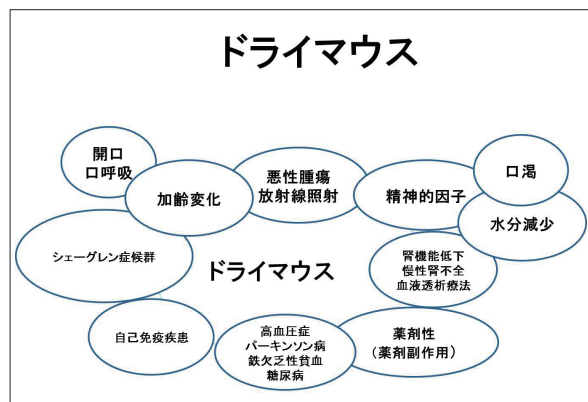 ドライマウス
開口
口呼吸
加齢変化
悪性腫瘍
放射線照射
精神的因子
口渇
水分減少
シェーグレン症候群
ドライマウス
腎機能低下
慢性腎不全
血液透析療法
自己免疫疾患
高血圧症
パーキンソン病
鉄欠乏性貧血
糖尿病
薬剤性
(薬剤副作用)